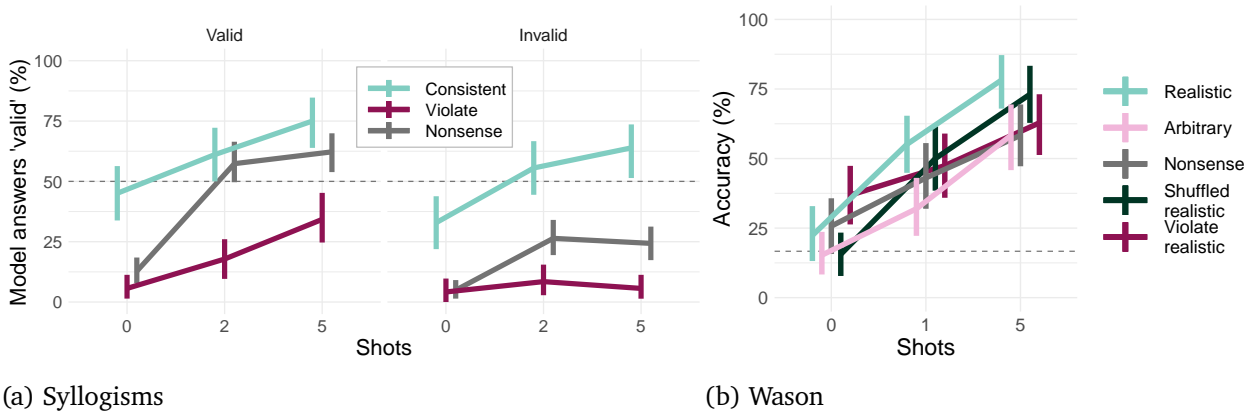 Valid
Invalid
Model answers 'valid' (%)
100
75
50
25
0
Consistent
Violate
Nonsense
0
2
5
0
2
5
Shots
(a) Syllogisms
Accuracy (%)
100
75
50
25
0
0
1
5
Shots
Realistic
Arbitrary
Nonsense
Shuffled
realistic
Violate
realistic
(b) Wason